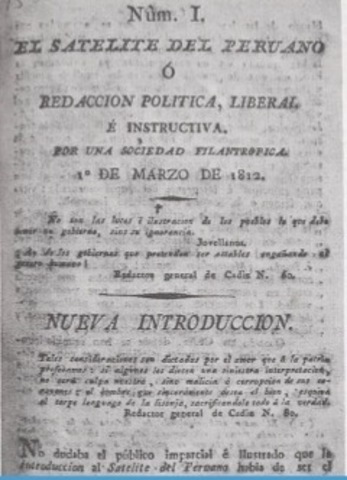 Núm. I.
EL SATELITE DEL PERUANO
Ó
REDACCION POLITICA, LIBERAL
É INSTRUCTIVA.
POR UNA SOCIEDAD FILANTROPICA.
1º DE MARZO DE 1812.
No son las luces ó ilustracion de los pueblos lo que debe
temer un gobierno, sino su ignorancia.
Jovellanos.
¡Ay de los gobiernos que pretenden ser estables engañando al
género humano!
Redactor general de Cadiz N. 80.
NUEVA INTRODUCCION.
Tales consideraciones son dictadas por el amor que á la patria
profesamos: si algunos les dieren una siniestra interpretacion,
no será culpa nuestra, sino malicia ó corrupcion de sus
y el hombre, que sinceramente desea el bien,
el torpe lenguage de la lisonja, sacrificandolo todo á la verdad.
Redactor general de Cadiz N. 80.
No dudaba el público imparcial é ilustrado que la
introduccion al Satelite del Peruano habia de ser el